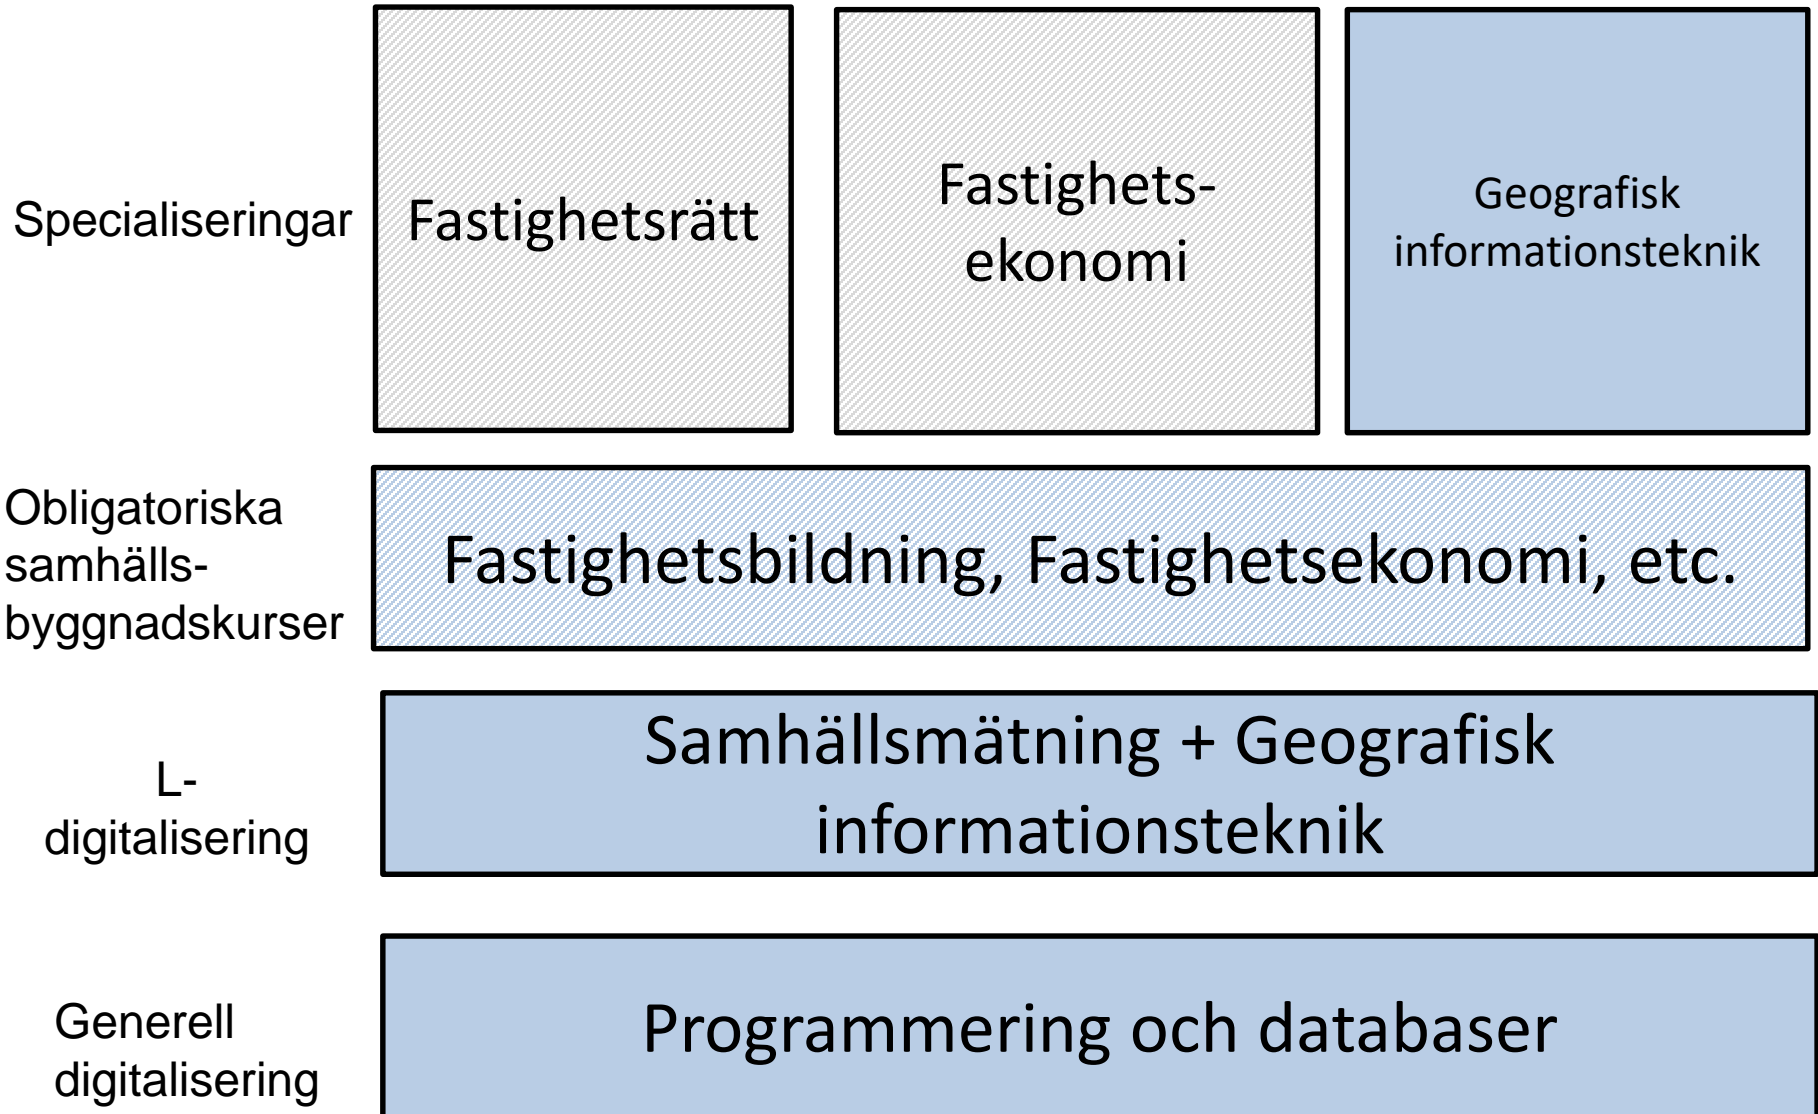 Specialiseringar
Fastighetsrätt
Fastighets-
ekonomi
Geografisk
informationsteknik
Obligatoriska
samhälls-
byggnadskurser
Fastighetsbildning, Fastighetsekonomi, etc.
L-
digitalisering
Samhällsmätning + Geografisk
informationsteknik
Generell
digitalisering
Programmering och databaser